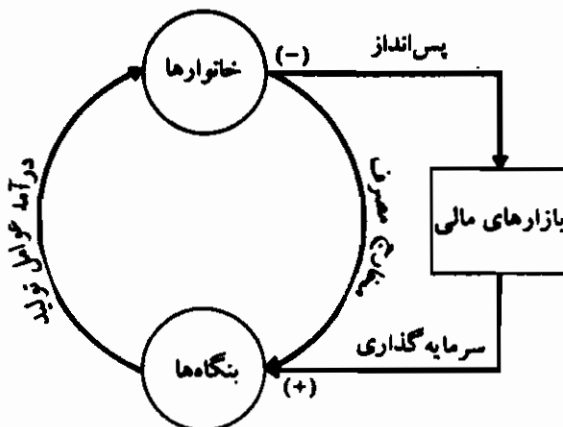 پس‌انداز
(-)
خانوارها
مخارج مصرف
درآمد عوامل تولید
بازارهای مالی
سرمایه‌گذاری
بنگاه‌ها
(+)